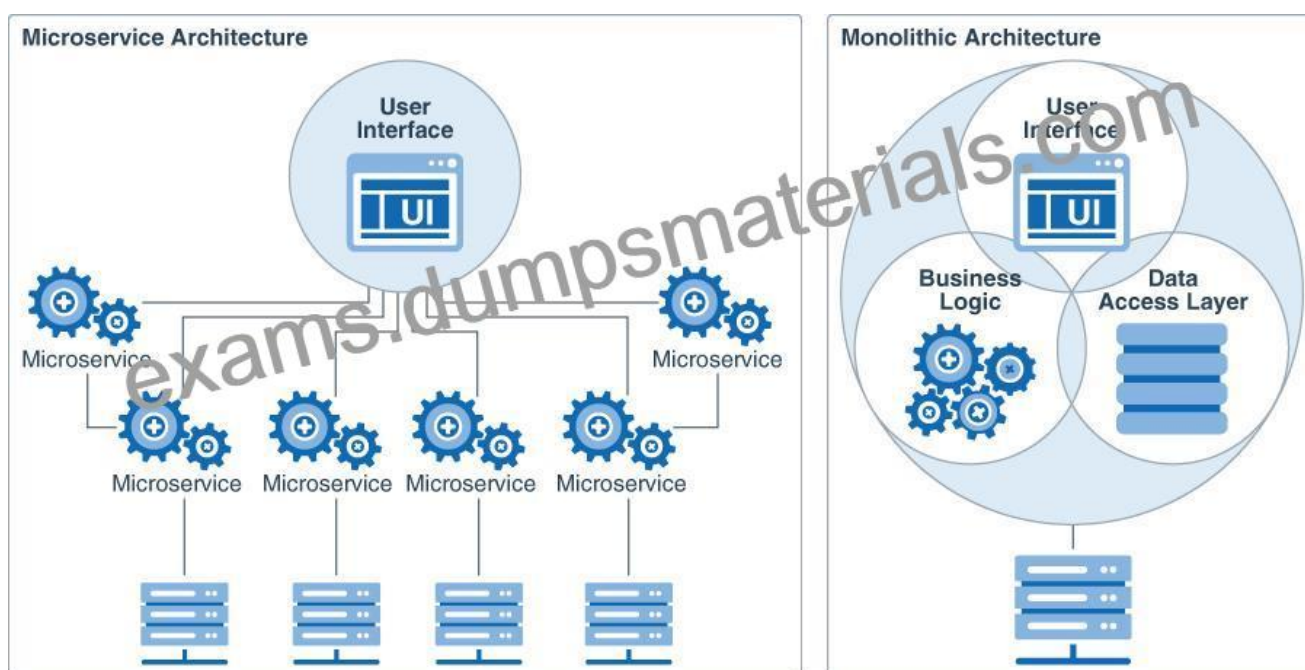 Microservice Architecture
User
Interface
UI
Microservice
Microservice
Microservice
Microservice
Microservice
Microservice
Monolithic Architecture
User
Interface
UI
Business
Logic
Data
Access Layer
exams.dumpsmaterials.com